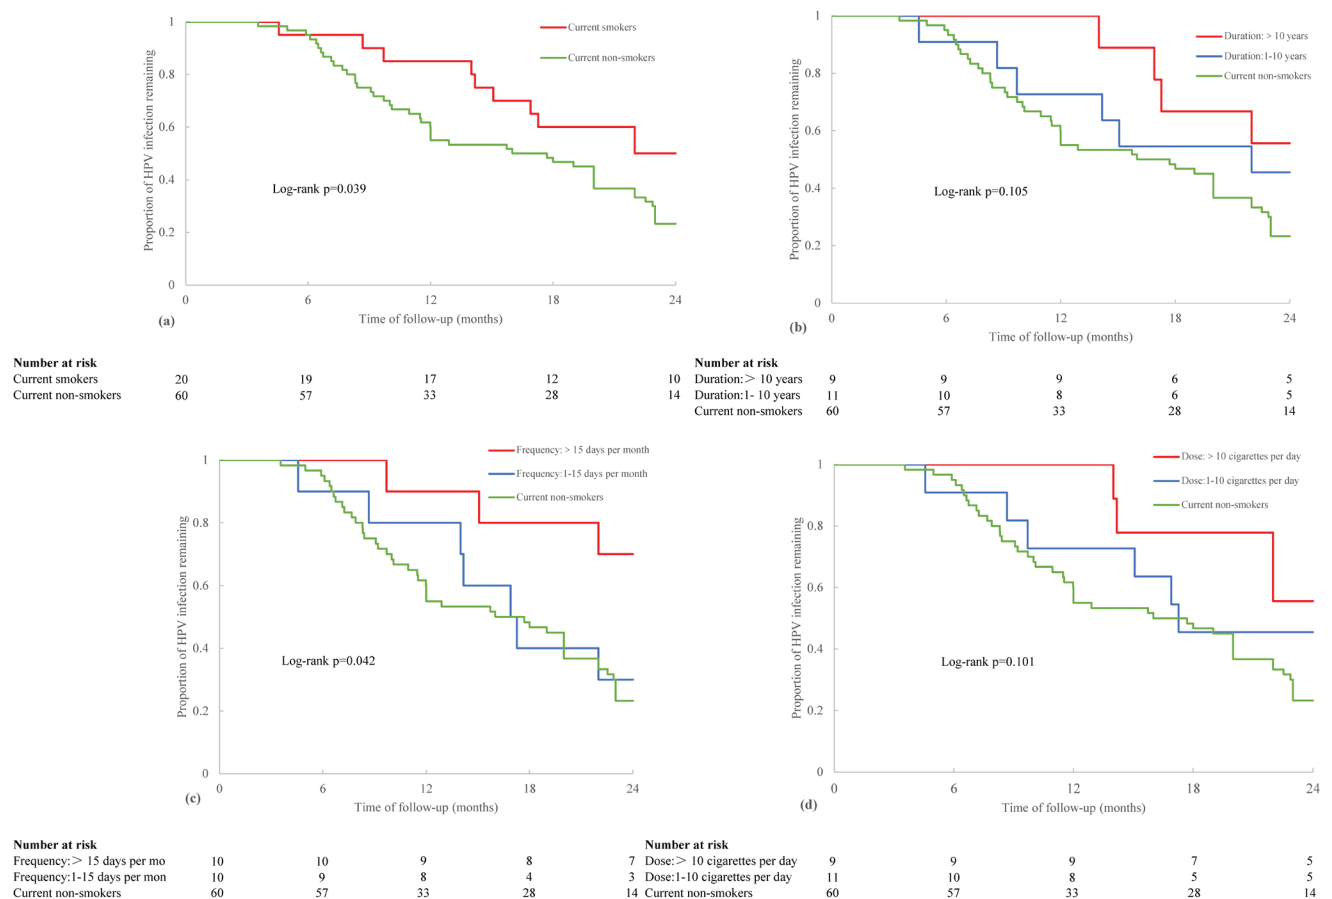 Proportion of HPV infection remaining
1
0.8
0.6
0.4
0.2
0
0 6 12 18 24
Time of follow-up (months)
Current smokers
Current non-smokers
Log-rank p=0.039
(a)
Number at risk
Current smokers 20 19 17 12 10
Current non-smokers 60 57 33 28 14
Proportion of HPV infection remaining
1
0.8
0.6
0.4
0.2
0
0 6 12 18 24
Time of follow-up (months)
Duration: > 10 years
Duration:1-10 years
Current non-smokers
Log-rank p=0.105
(b)
Number at risk
Duration:> 10 years 9 9 9 6 5
Duration:1- 10 years 11 10 8 6 5
Current non-smokers 60 57 33 28 14
Proportion of HPV infection remaining
1
0.8
0.6
0.4
0.2
0
0 6 12 18 24
Time of follow-up (months)
Frequency: > 15 days per month
Frequency:1-15 days per month
Current non-smokers
Log-rank p=0.042
(c)
Number at risk
Frequency:> 15 days per mo 10 10 9 8 7
Frequency:1-15 days per mon 10 9 8 4 3
Current non-smokers 60 57 33 28 14
Proportion of HPV infection remaining
1
0.8
0.6
0.4
0.2
0
0 6 12 18 24
Time of follow-up (months)
Dose: > 10 cigarettes per day
Dose:1-10 cigarettes per day
Current non-smokers
Log-rank p=0.101
(d)
Number at risk
Dose:> 10 cigarettes per day 9 9 9 7 5
Dose:1-10 cigarettes per day 11 10 8 5 5
Current non-smokers 60 57 33 28 14